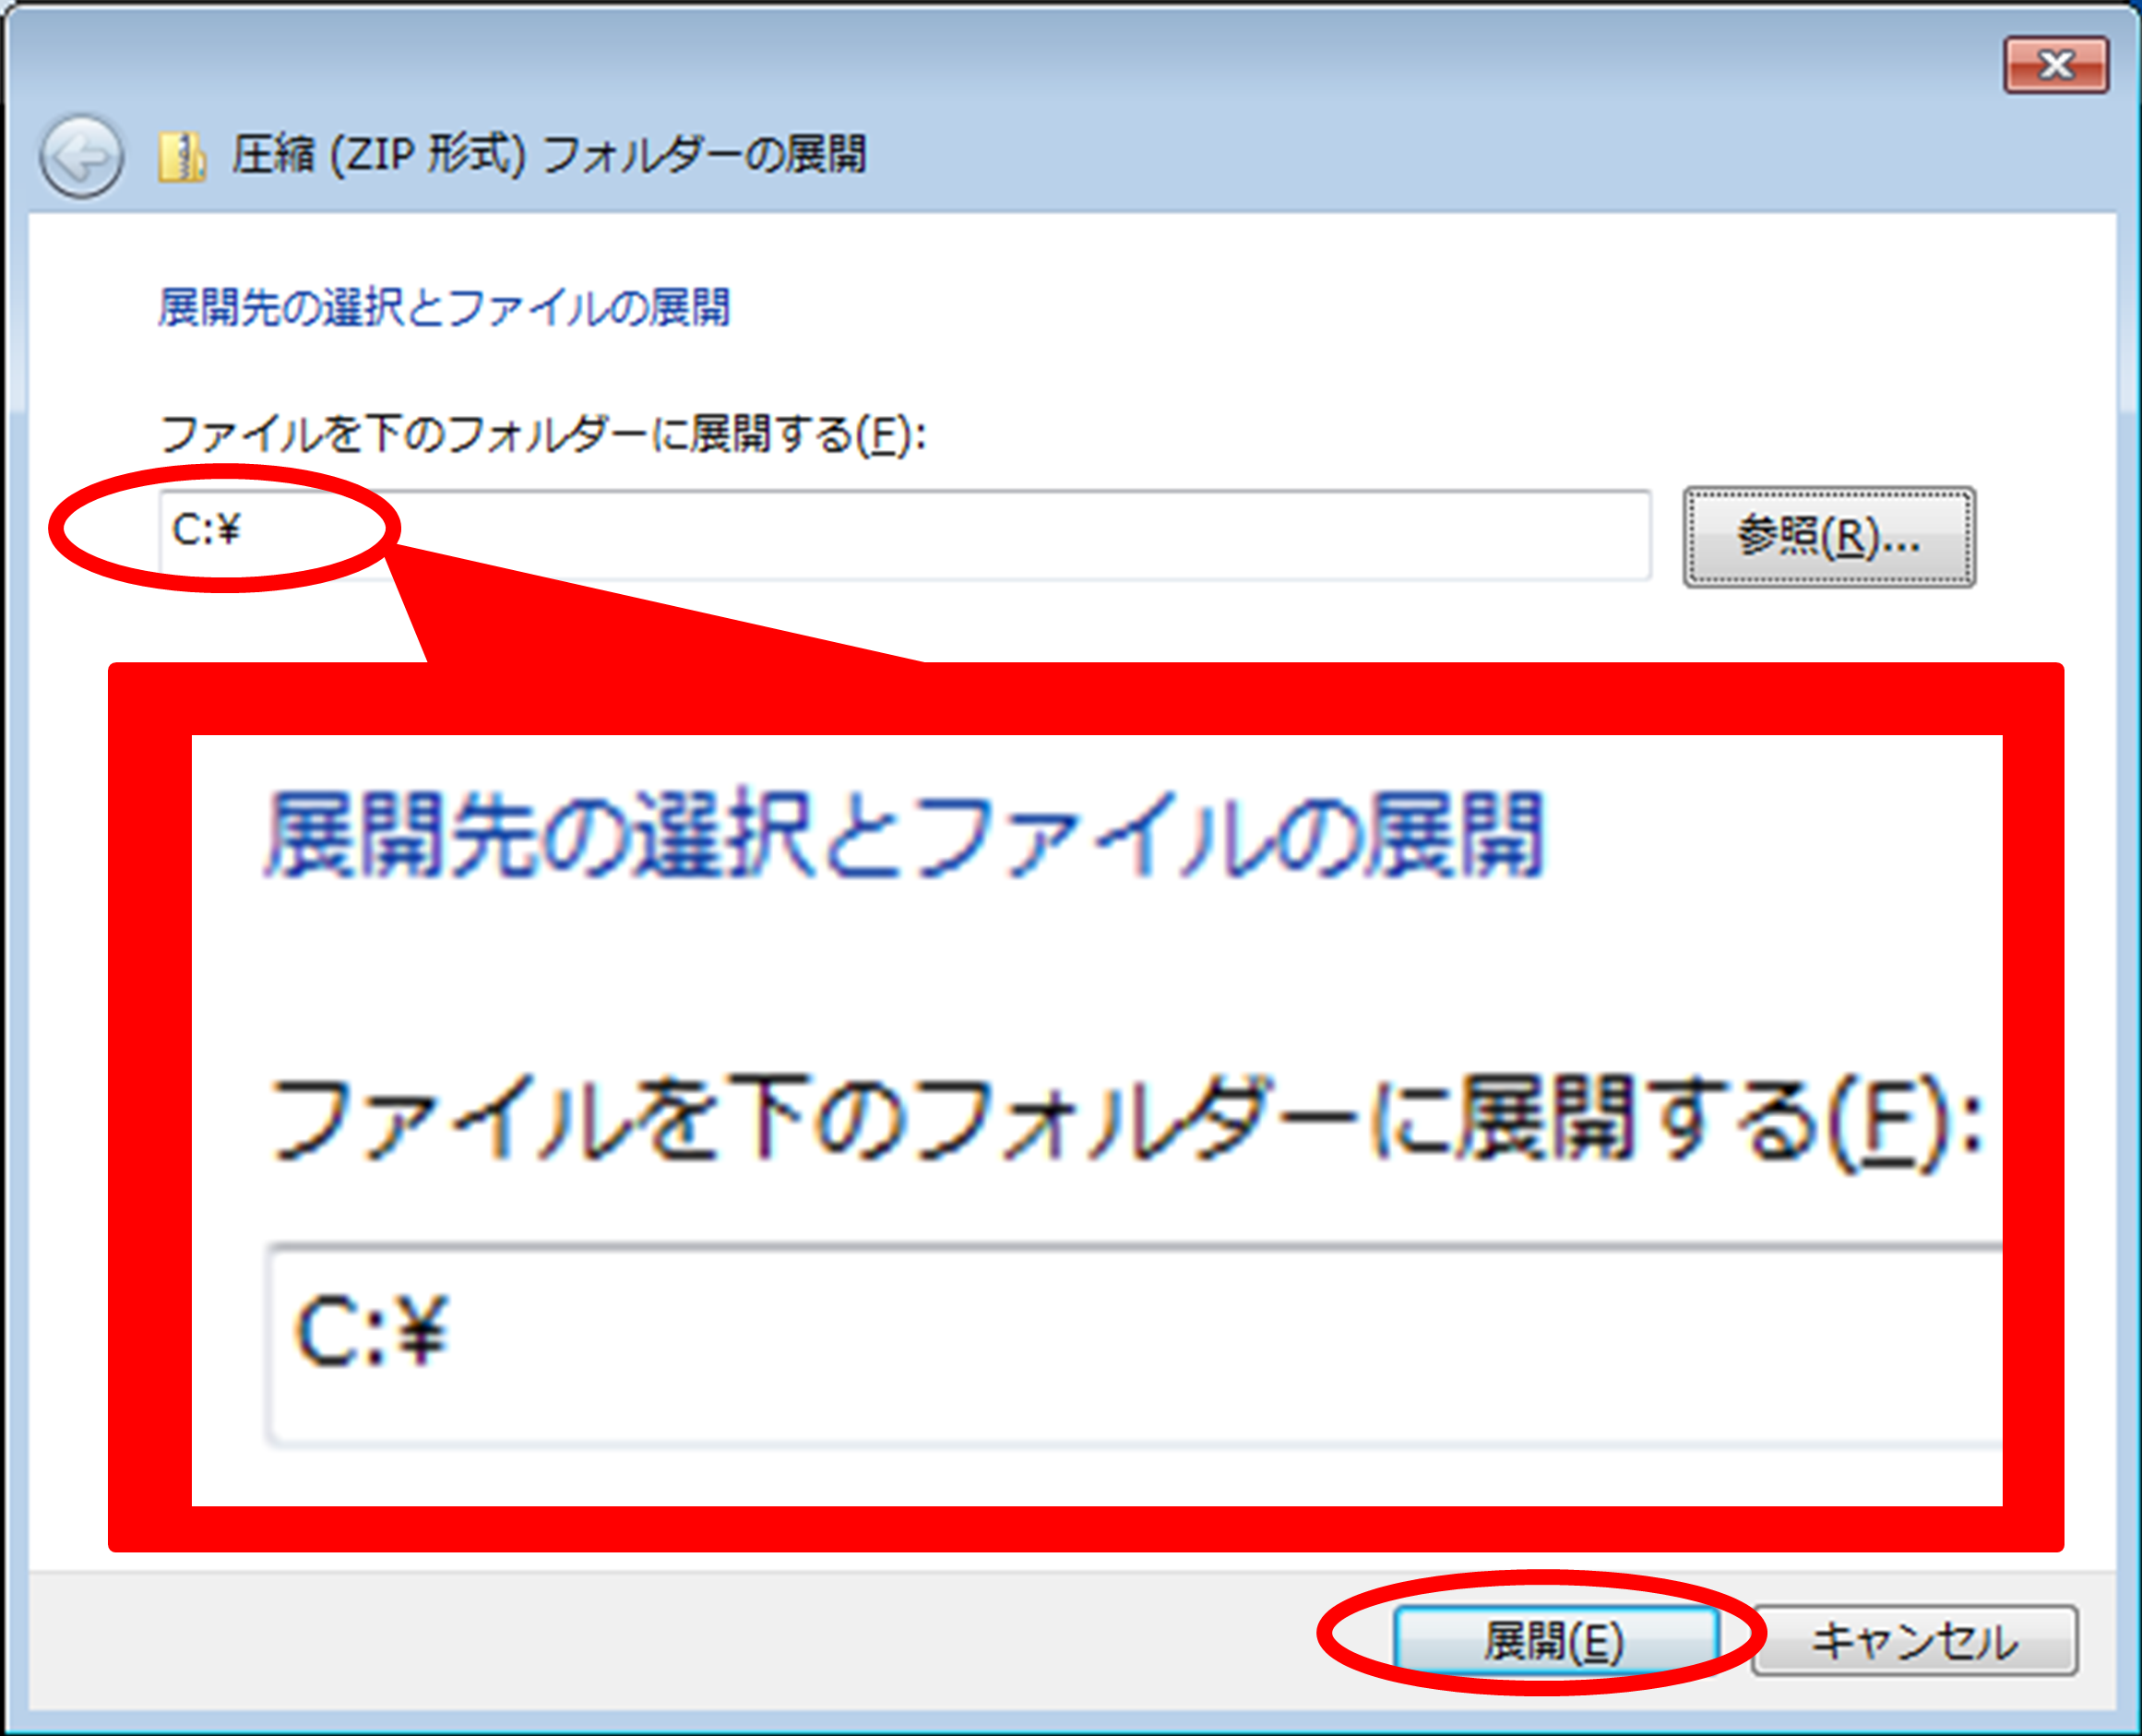 圧縮 (ZIP 形式) フォルダーの展開
展開先の選択とファイルの展開
ファイルを下のフォルダーに展開する(F):
C:¥
参照(R)...
展開先の選択とファイルの展開
ファイルを下のフォルダーに展開する(F):
C:¥
展開(E)
キャンセル